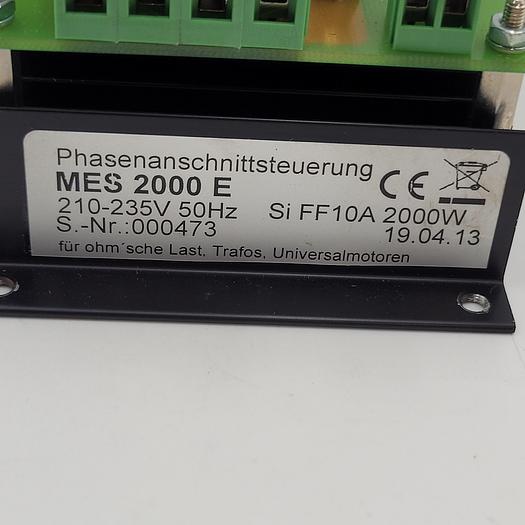 Phasenanschnittsteuerung
MES 2000 E
210-235V 50Hz Si FF10A 2000W
S.-Nr.:000473 19.04.13
für ohm´sche Last, Trafos, Universalmotoren
CE